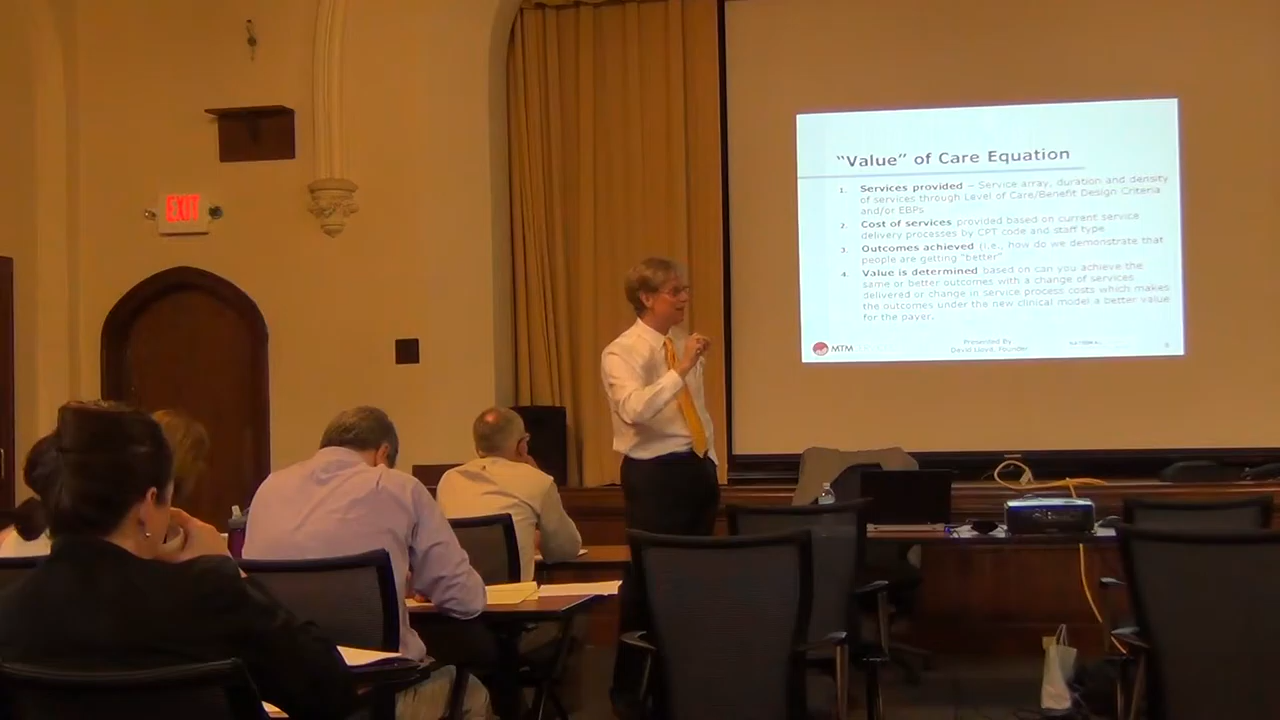 EXIT
“Value” of Care Equation
1. Services provided – Service array, duration and density
of services through Level of Care/Benefit Design Criteria
and/or EBPs
2. Cost of services provided based on current service
delivery processes by CPT code and staff type
3. Outcomes achieved (i.e., how do we demonstrate that
people are getting “better”
4. Value is determined based on can you achieve the
same or better outcomes with a change of services
delivered or change in service process costs which makes
the outcomes under the new clinical model a better value
for the payer.
MTM
Presented By
David Lloyd, Founder